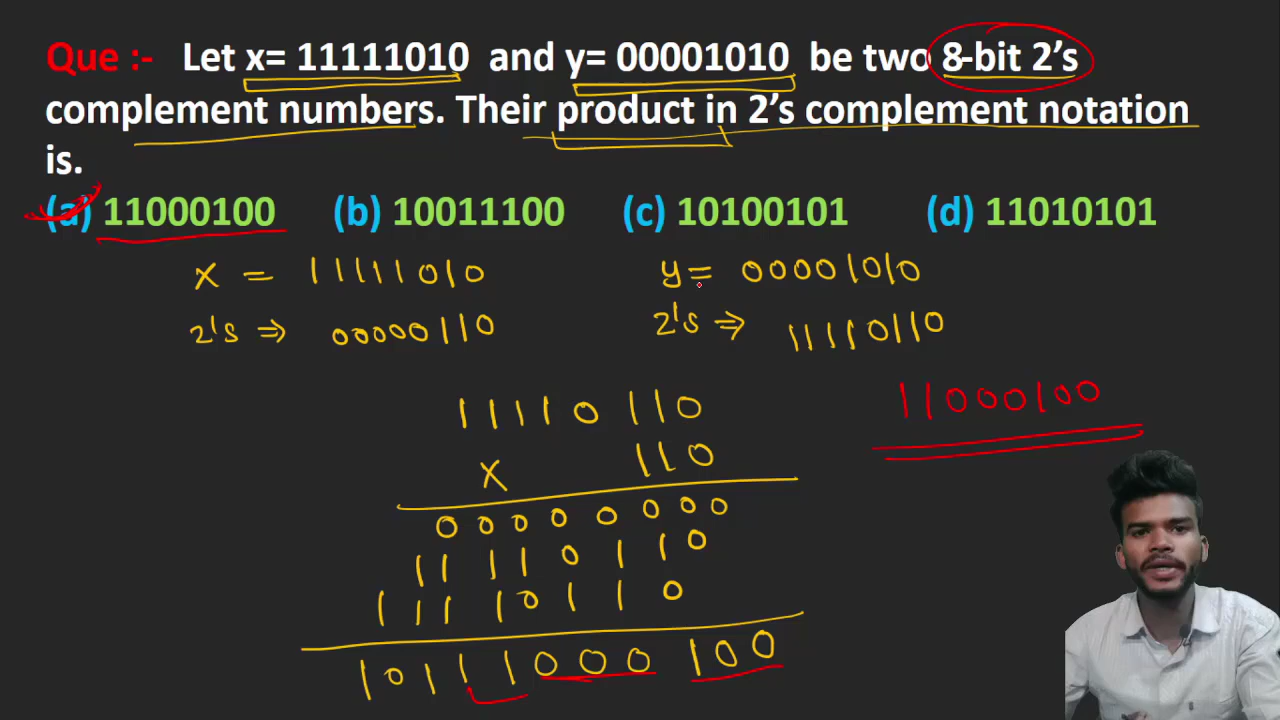 Que :- Let x= 11111010 and y= 00001010 be two 8-bit 2's
complement numbers. Their product in 2's complement notation
is.
(a) 11000100 (b) 10011100 (c) 10100101 (d) 11010101
x = 11111010 y= 00001010
2's ⇒ 00000110 2's ⇒ 11110110
11110110 11000100
x 110
00000000
11110110
11110110
10111000100